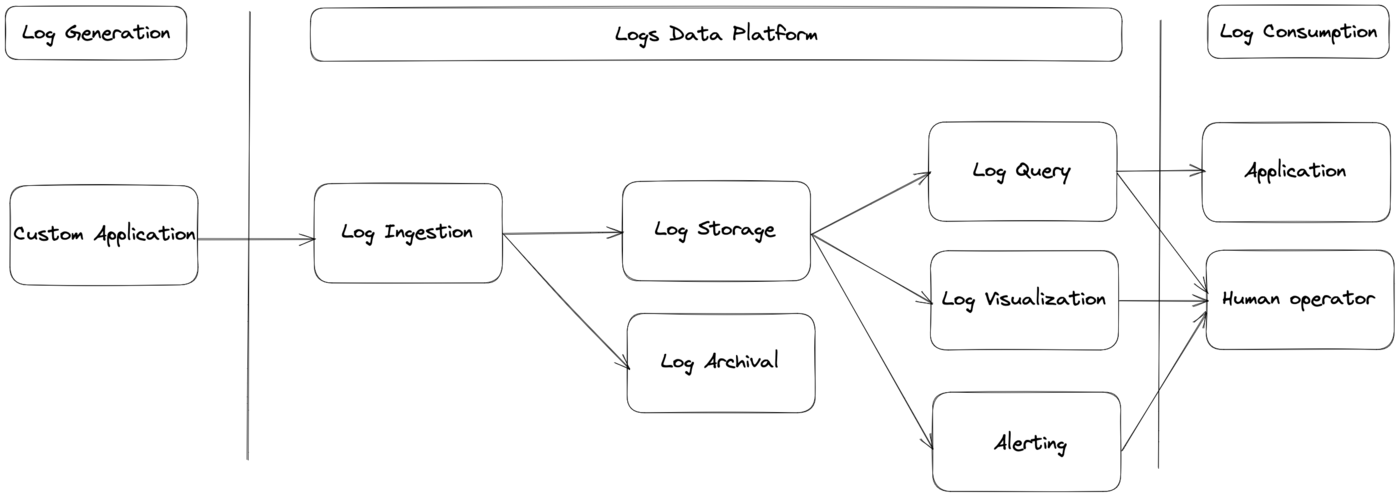 Log Generation
Logs Data Platform
Log Consumption
Custom Application
Log Ingestion
Log Storage
Log Archival
Log Query
Log Visualization
Alerting
Application
Human operator